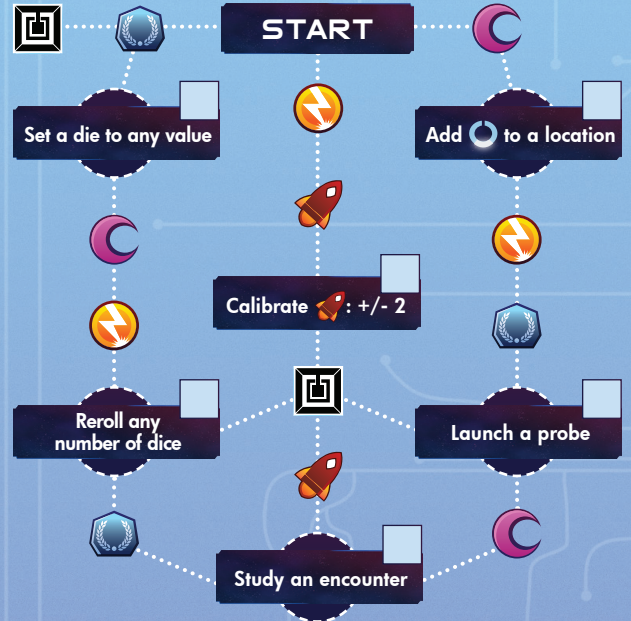 START
Set a die to any value
Add to a location
Calibrate : +/- 2
Reroll any
number of dice
Launch a probe
Study an encounter